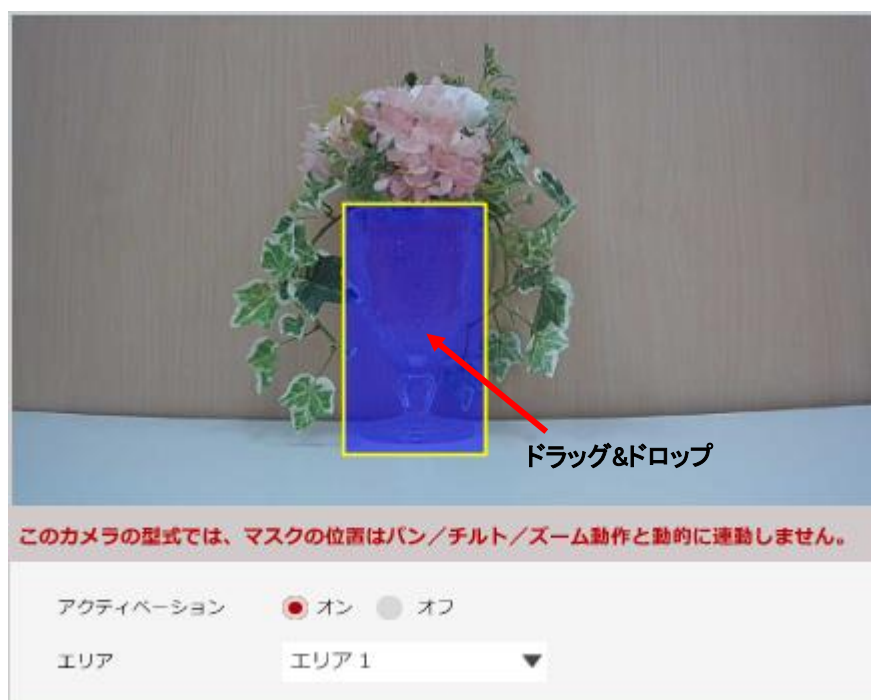 ドラッグ&ドロップ
このカメラの型式では、マスクの位置はパン／チルト／ズーム動作と動的に連動しません。
アクティベーション　オン　オフ
エリア　エリア 1